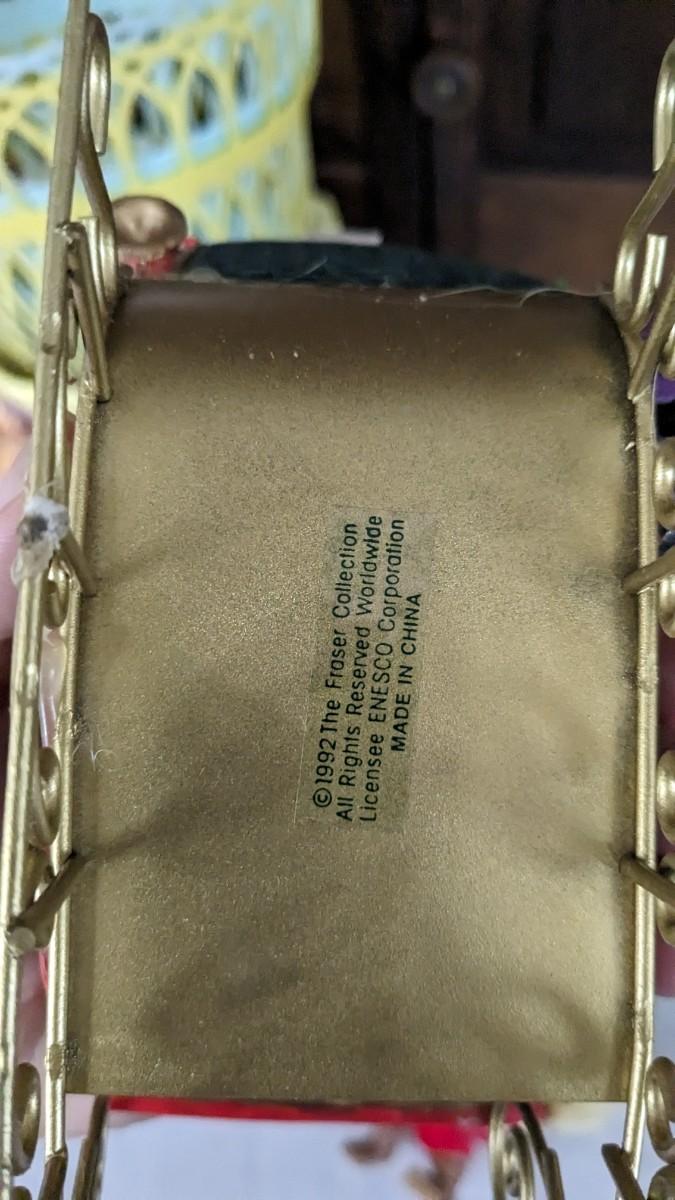 ©1992 The Fraser Collection
All Rights Reserved Worldwide
Licensee ENESCO Corporation
MADE IN CHINA